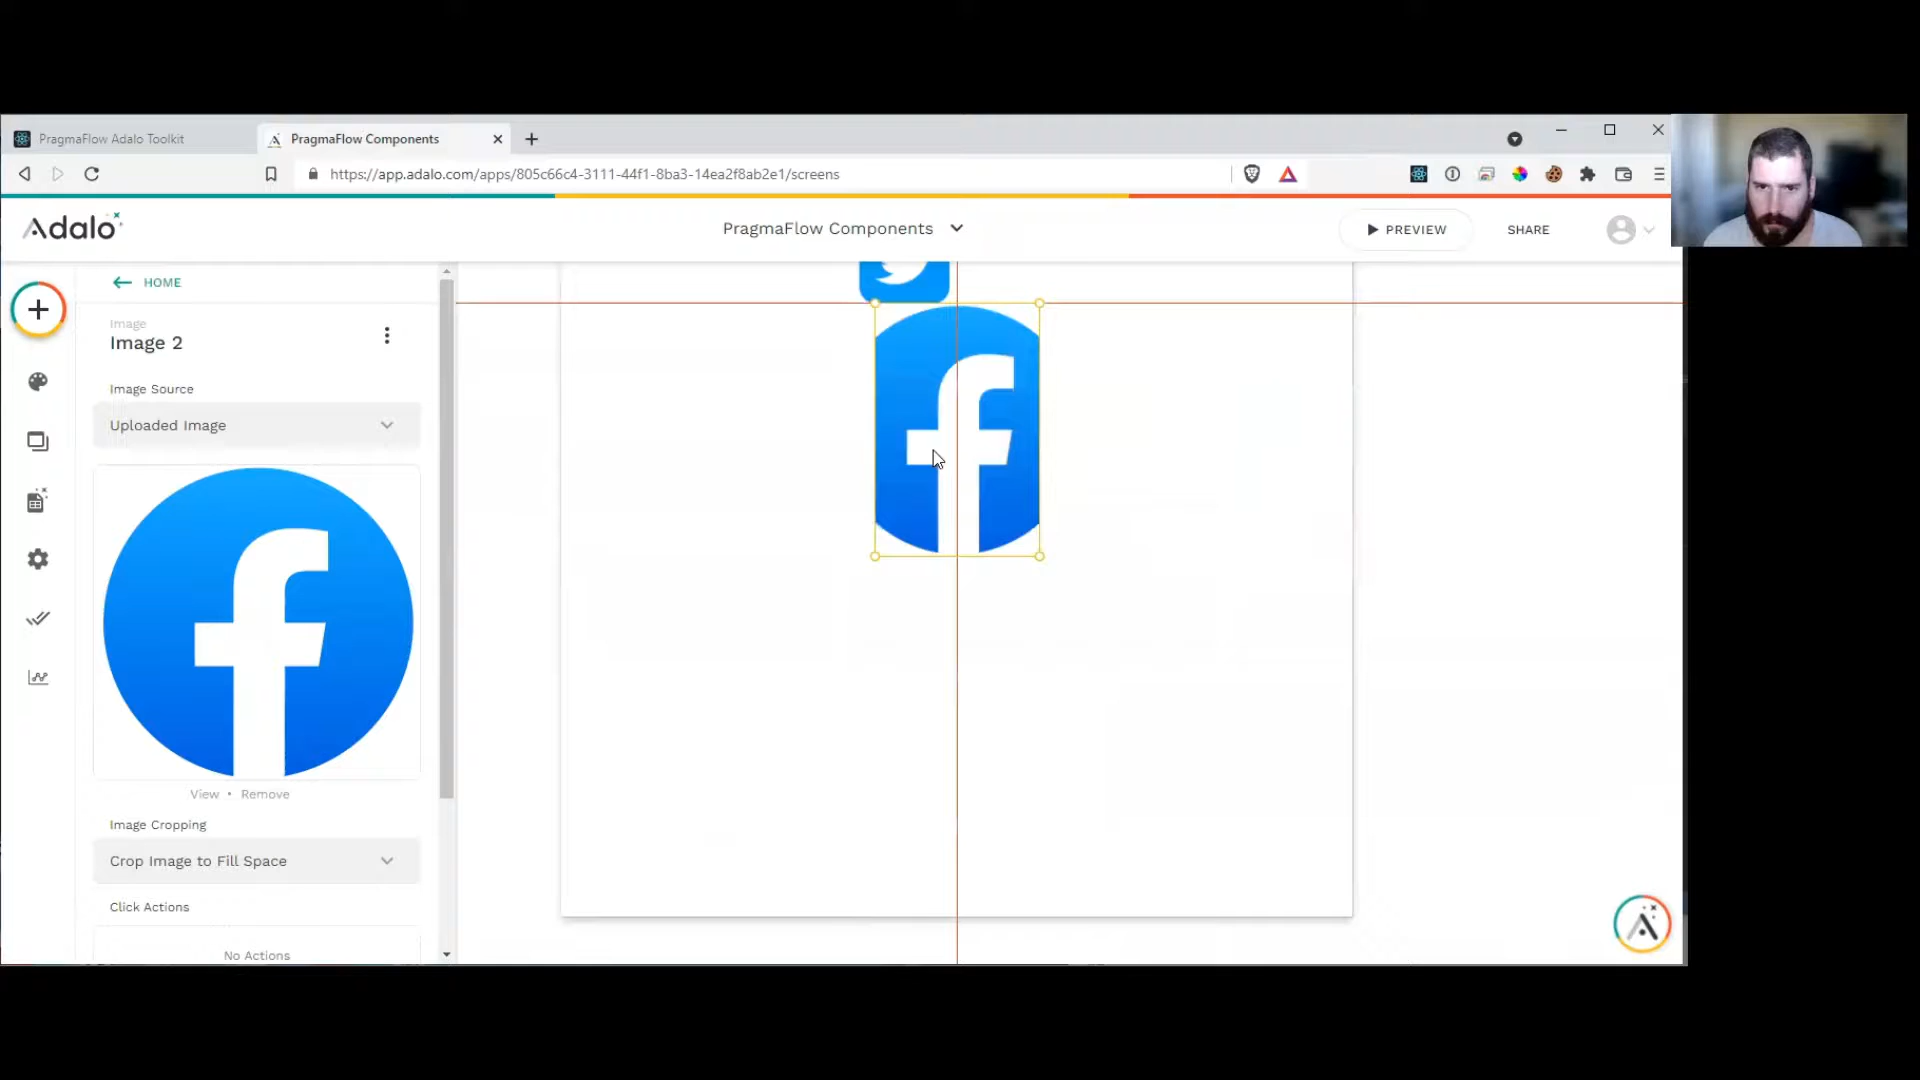 PragmaFlow Adalo Toolkit
PragmaFlow Components
https://app.adalo.com/apps/805c66c4-3111-44f1-8ba3-14ea2f8ab2e1/screens
Adalo
PragmaFlow Components
PREVIEW
SHARE
HOME
Image
Image 2
Image Source
Uploaded Image
View • Remove
Image Cropping
Crop Image to Fill Space
Click Actions
No Actions